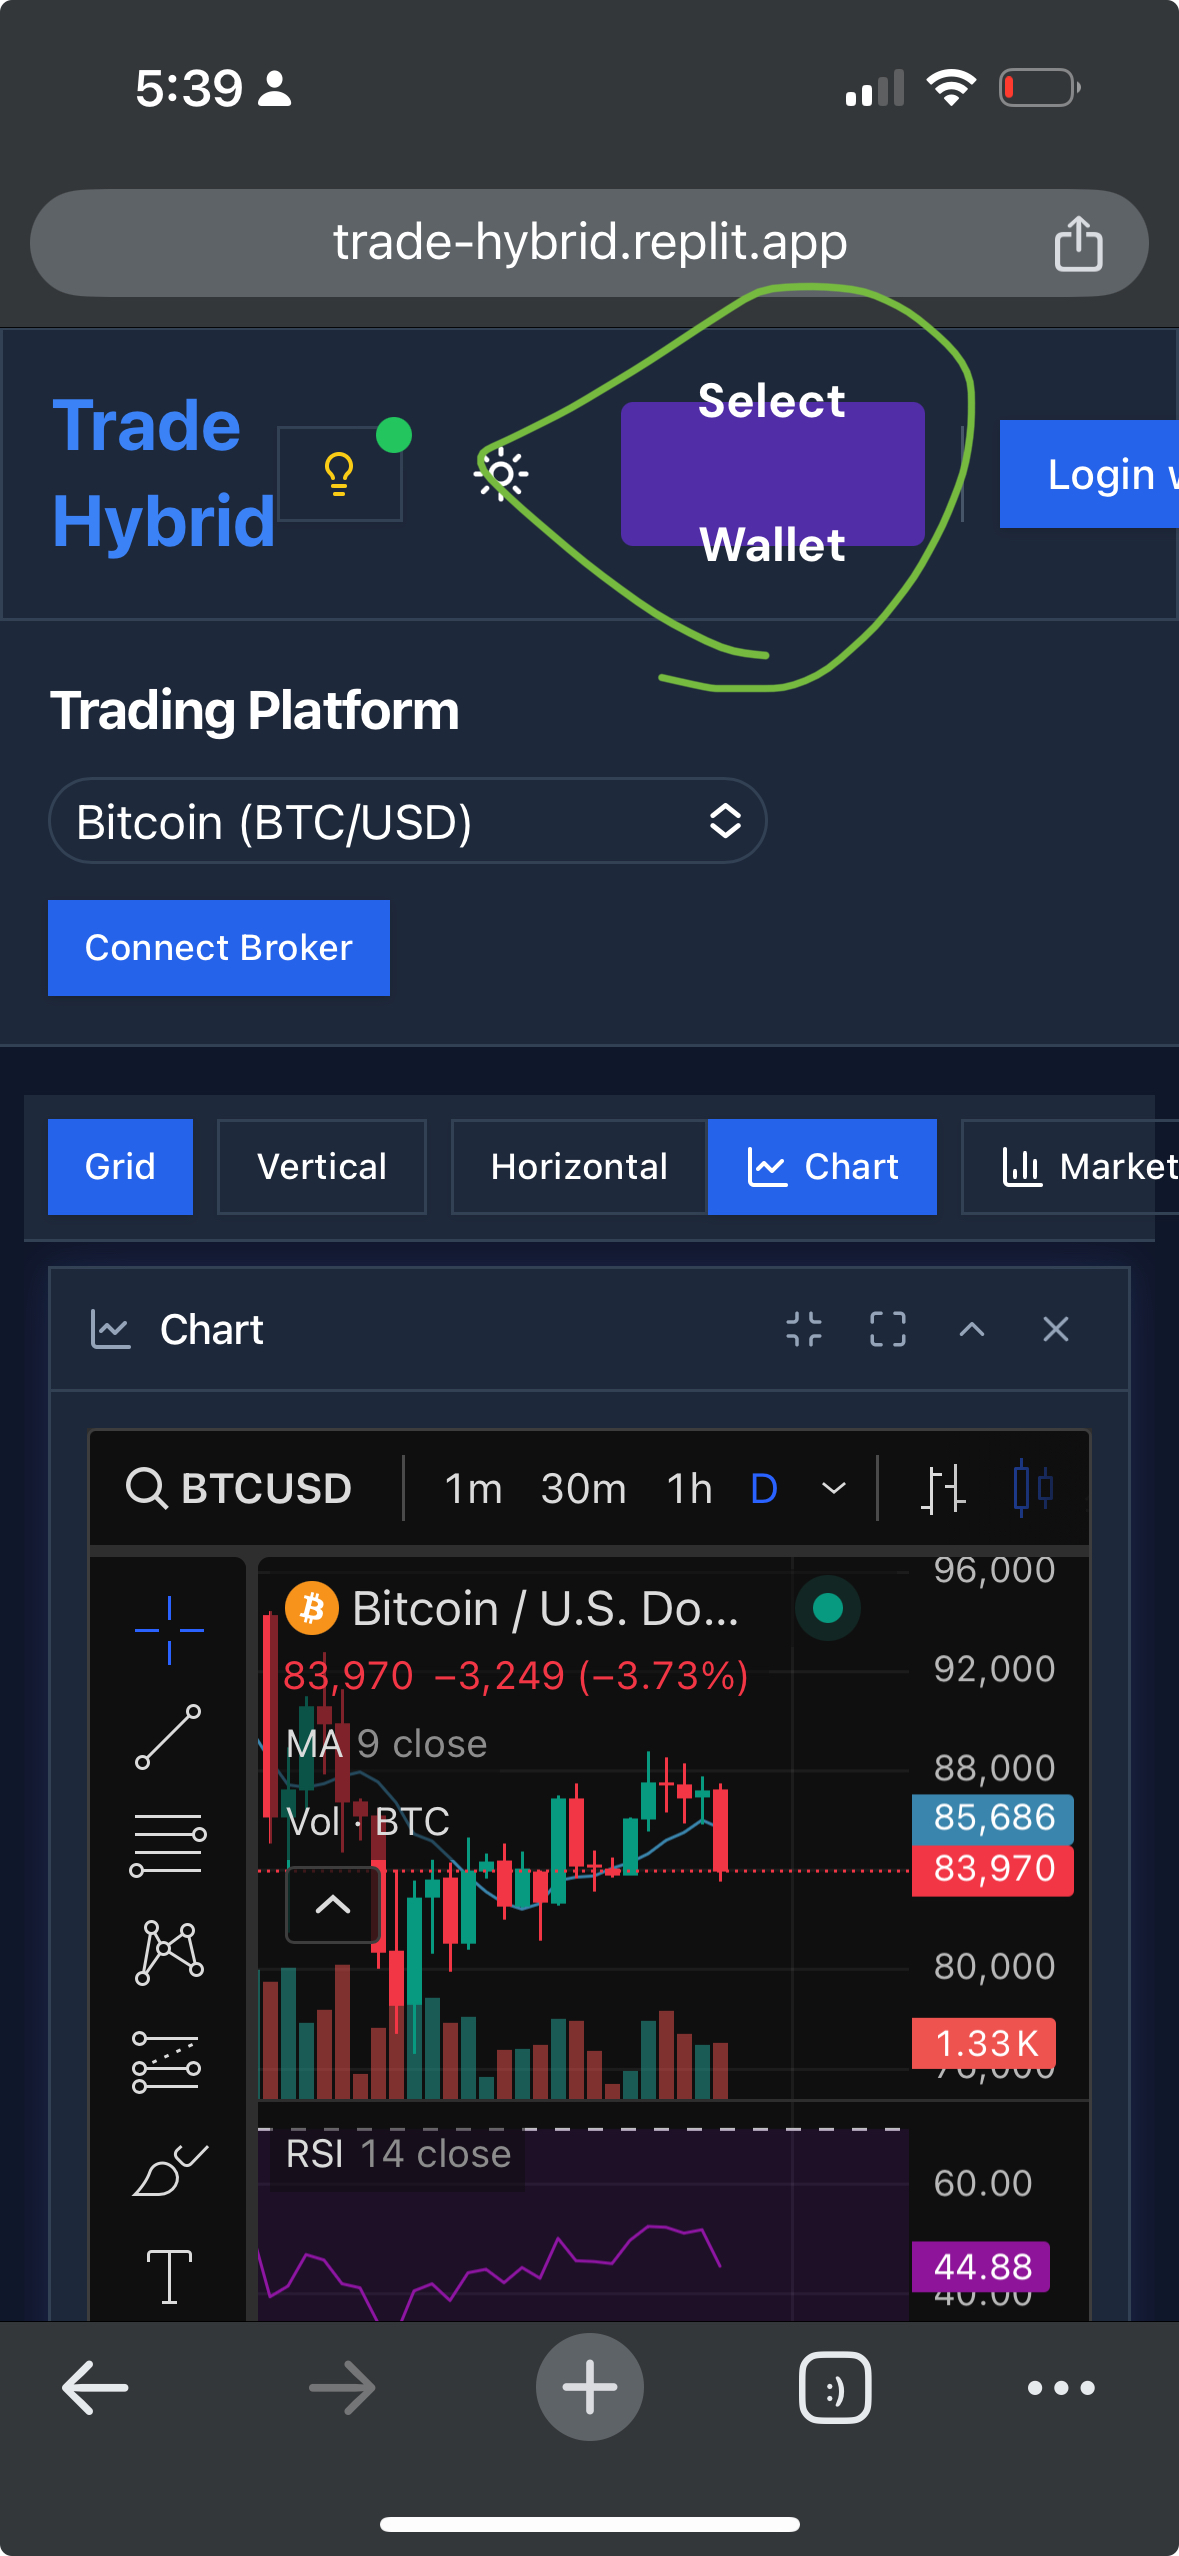 5:39
trade-hybrid.replit.app
Trade
Hybrid
Select
Wallet
Login
Trading Platform
Bitcoin (BTC/USD)
Connect Broker
Grid
Vertical
Horizontal
Chart
Market
Chart
BTCUSD
1m
30m
1h
D
96,000
Bitcoin / U.S. Do...
83,970 −3,249 (−3.73%)
92,000
MA 9 close
88,000
Vol · BTC
85,686
83,970
80,000
1.33 K
RSI 14 close
60.00
44.88
40.00
:)